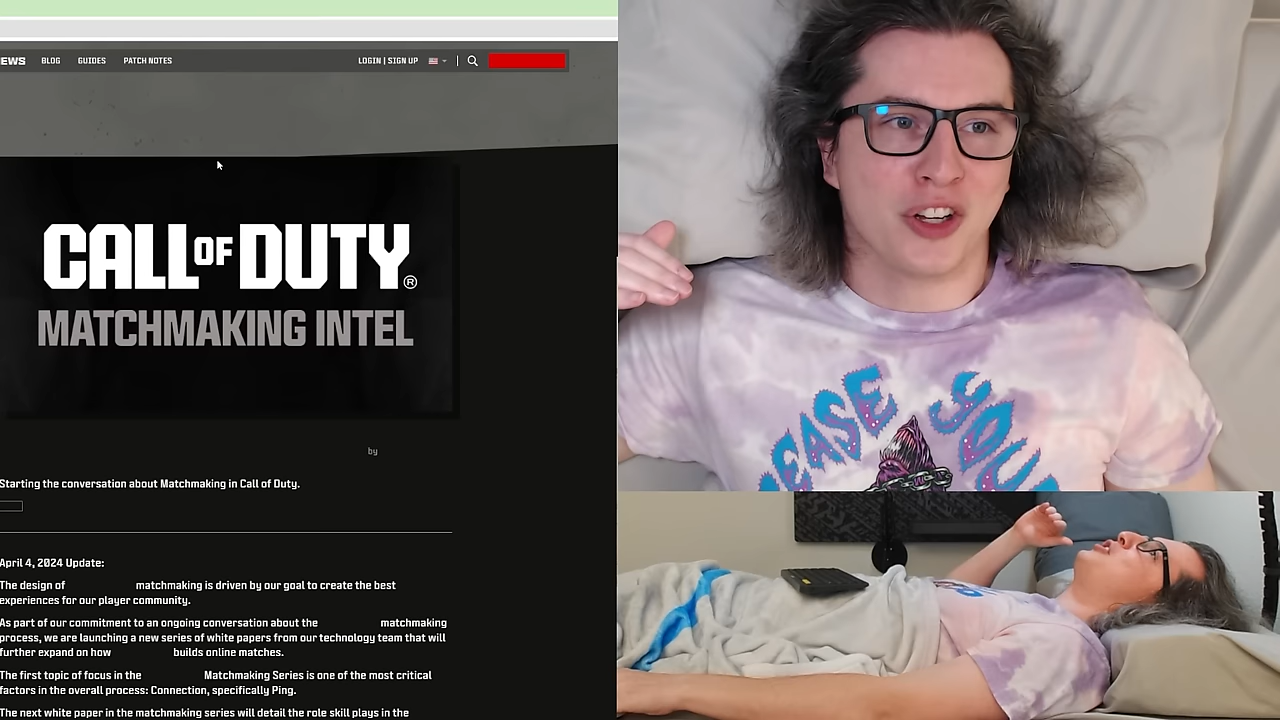 EWS BLOG GUIDES PATCH NOTES LOGIN | SIGN UP
CALL OF DUTY®
MATCHMAKING INTEL
by
Starting the conversation about Matchmaking in Call of Duty.
April 4, 2024 Update:
The design of matchmaking is driven by our goal to create the best
experiences for our player community.
As part of our commitment to an ongoing conversation about the matchmaking
process, we are launching a new series of white papers from our technology team that will
further expand on how builds online matches.
The first topic of focus in the Matchmaking Series is one of the most critical
factors in the overall process: Connection, specifically Ping.
The next white paper in the matchmaking series will detail the role skill plays in the
EASE YOUR